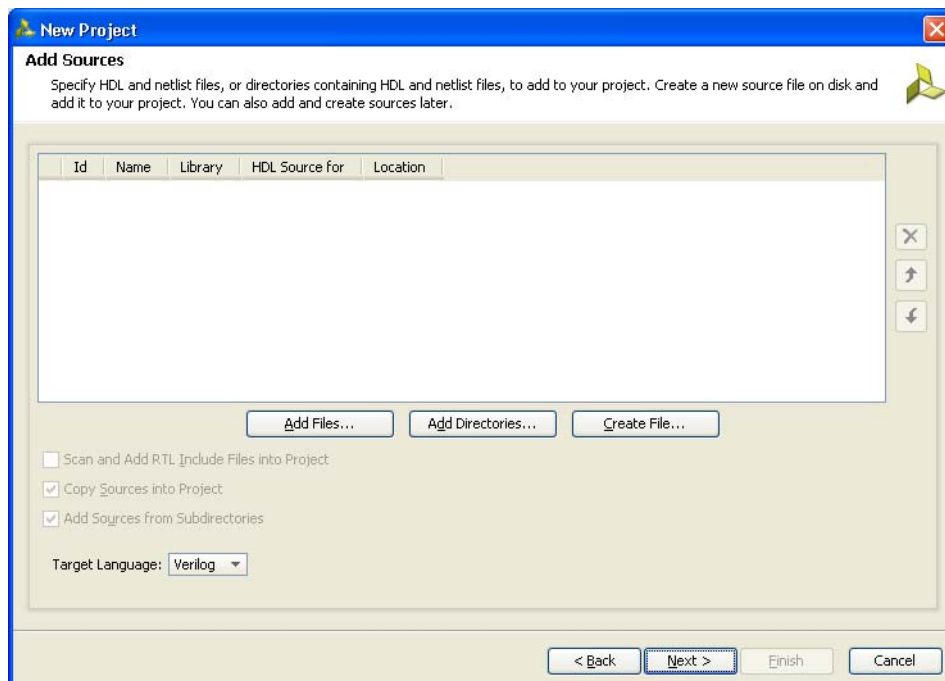 New Project
Add Sources
Specify HDL and netlist files, or directories containing HDL and netlist files, to add to your project. Create a new source file on disk and
add it to your project. You can also add and create sources later.
Id Name Library HDL Source for Location
Add Files... Add Directories... Create File...
Scan and Add RTL Include Files into Project
Copy Sources into Project
Add Sources from Subdirectories
Target Language: Verilog
< Back Next > Finish Cancel